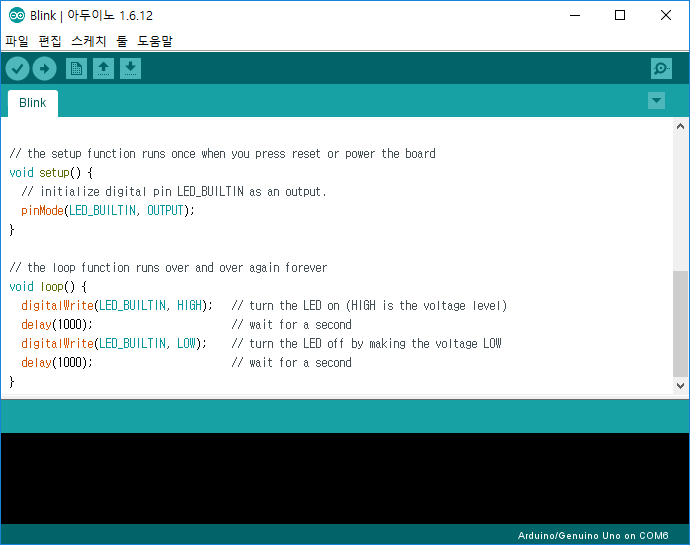 Blink | 아두이노 1.6.12
파일 편집 스케치 툴 도움말
Blink
// the setup function runs once when you press reset or power the board
void setup() {
  // initialize digital pin LED_BUILTIN as an output.
  pinMode(LED_BUILTIN, OUTPUT);
}
// the loop function runs over and over again forever
void loop() {
  digitalWrite(LED_BUILTIN, HIGH);   // turn the LED on (HIGH is the voltage level)
  delay(1000);                       // wait for a second
  digitalWrite(LED_BUILTIN, LOW);    // turn the LED off by making the voltage LOW
  delay(1000);                       // wait for a second
}
Arduino/Genuino Uno on COM6